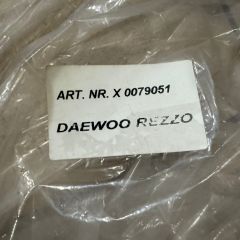 ART. NR. X 0079051
DAEWOO REZZO